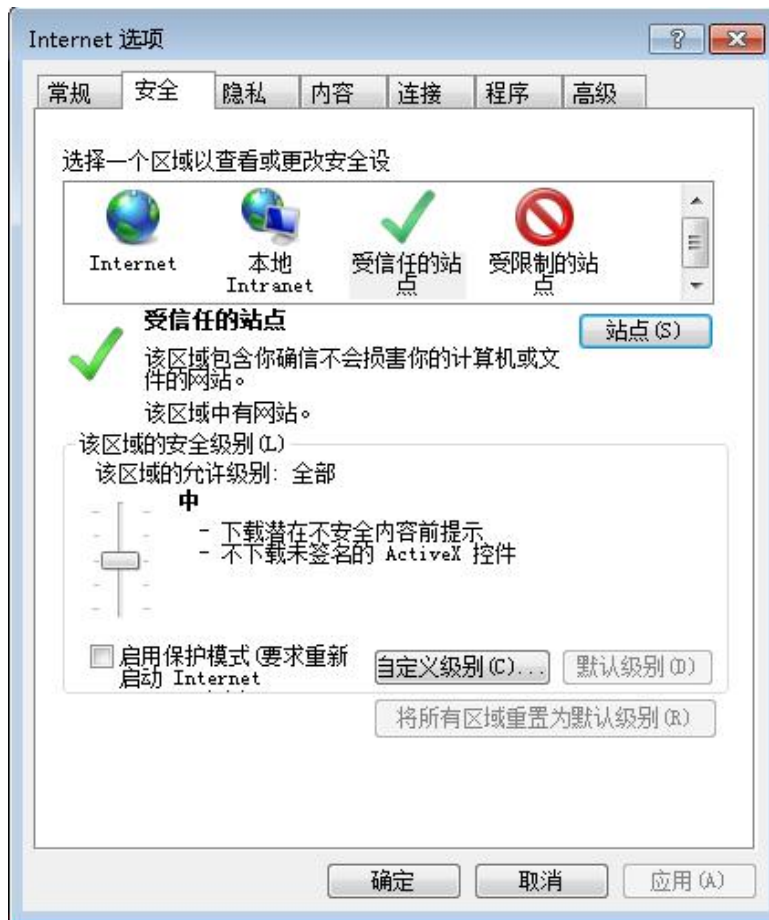 Internet 选项
常规 安全 隐私 内容 连接 程序 高级
选择一个区域以查看或更改安全设
Internet
本地
Intranet
受信任的站
点
受限制的站
点
受信任的站点
站点(S)
该区域包含你确信不会损害你的计算机或文
件的网站。
该区域中有网站。
该区域的安全级别(L)
该区域的允许级别: 全部
中
- 下载潜在不安全内容前提示
- 不下载未签名的 ActiveX 控件
启用保护模式(要求重新
启动 Internet
自定义级别(C)... 默认级别(D)
将所有区域重置为默认级别(R)
确定 取消 应用(A)